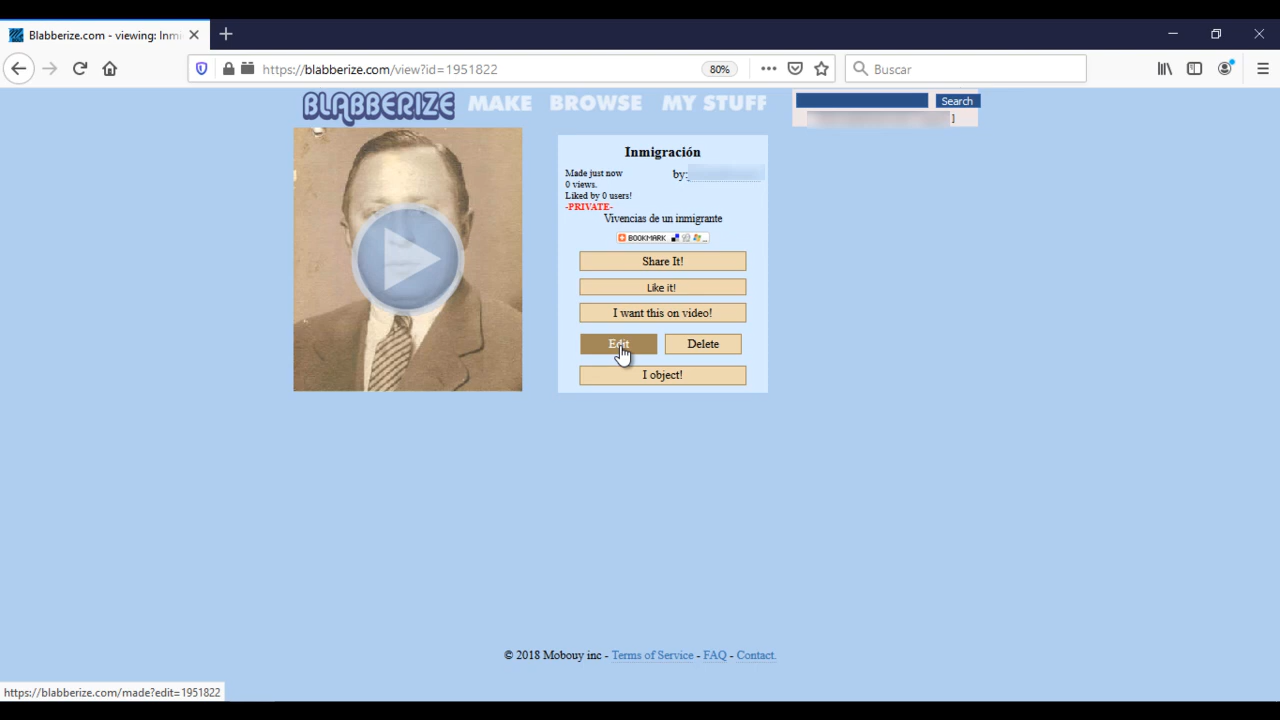 Blabberize.com - viewing: Inmi
https://blabberize.com/view?id=1951822
80%
Buscar
BLABBERIZE MAKE BROWSE MY STUFF
Search
]
Inmigración
Made just now
by:
0 views.
Liked by 0 users!
-PRIVATE-
Vivencias de un inmigrante
BOOKMARK
Share It!
Like it!
I want this on video!
Edit Delete
I object!
© 2018 Mobouy inc - Terms of Service - FAQ - Contact.
https://blabberize.com/made?edit=1951822